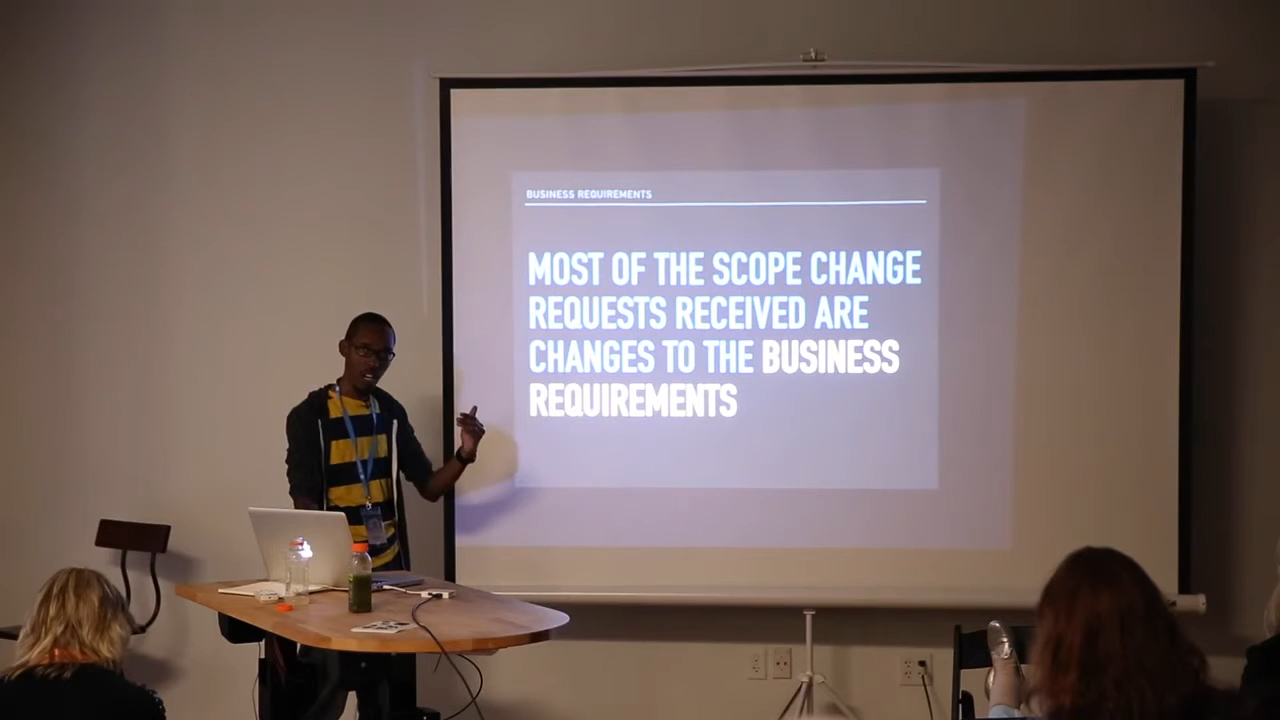 BUSINESS REQUIREMENTS
MOST OF THE SCOPE CHANGE
REQUESTS RECEIVED ARE
CHANGES TO THE BUSINESS
REQUIREMENTS